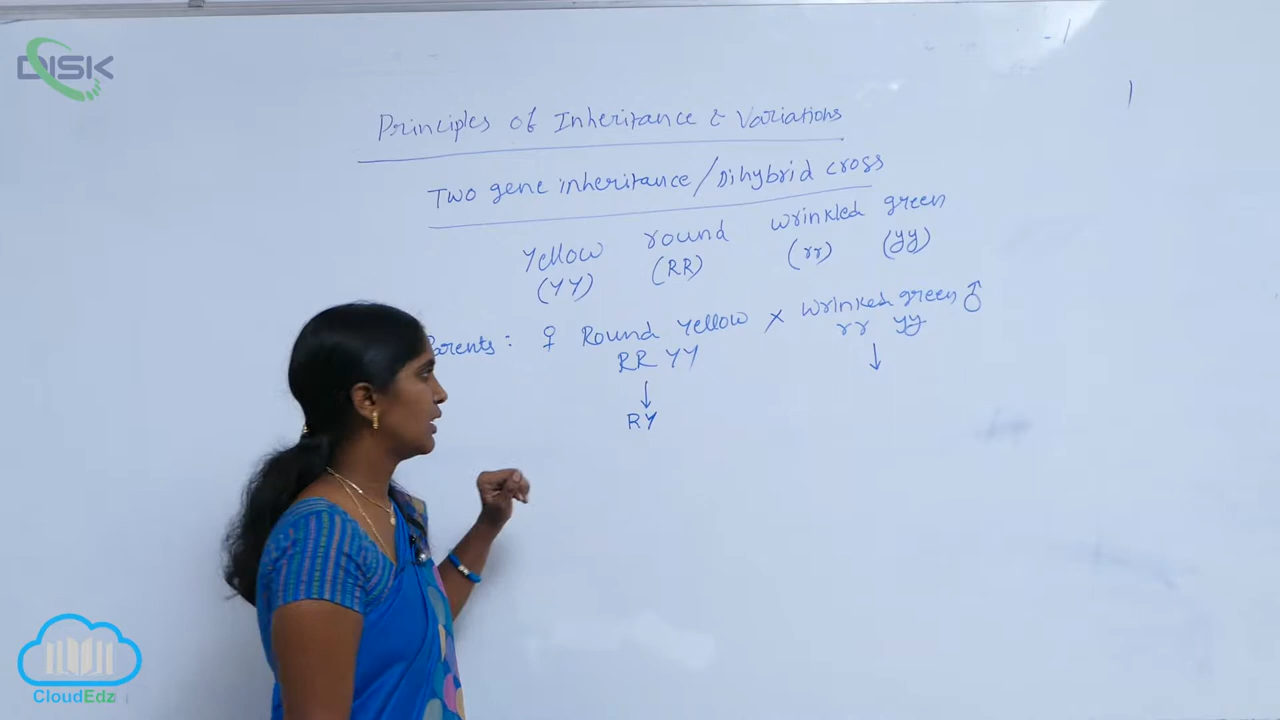 DISK
Principles of Inheritance & Variations
Two gene inheritance/Dihybrid cross
Yellow round wrinkled green
(YY) (RR) (rr) (yy)
Parents : ♀ Round Yellow × Wrinked green ♂
RR YY rr yy
↓ ↓
RY
CloudEdz